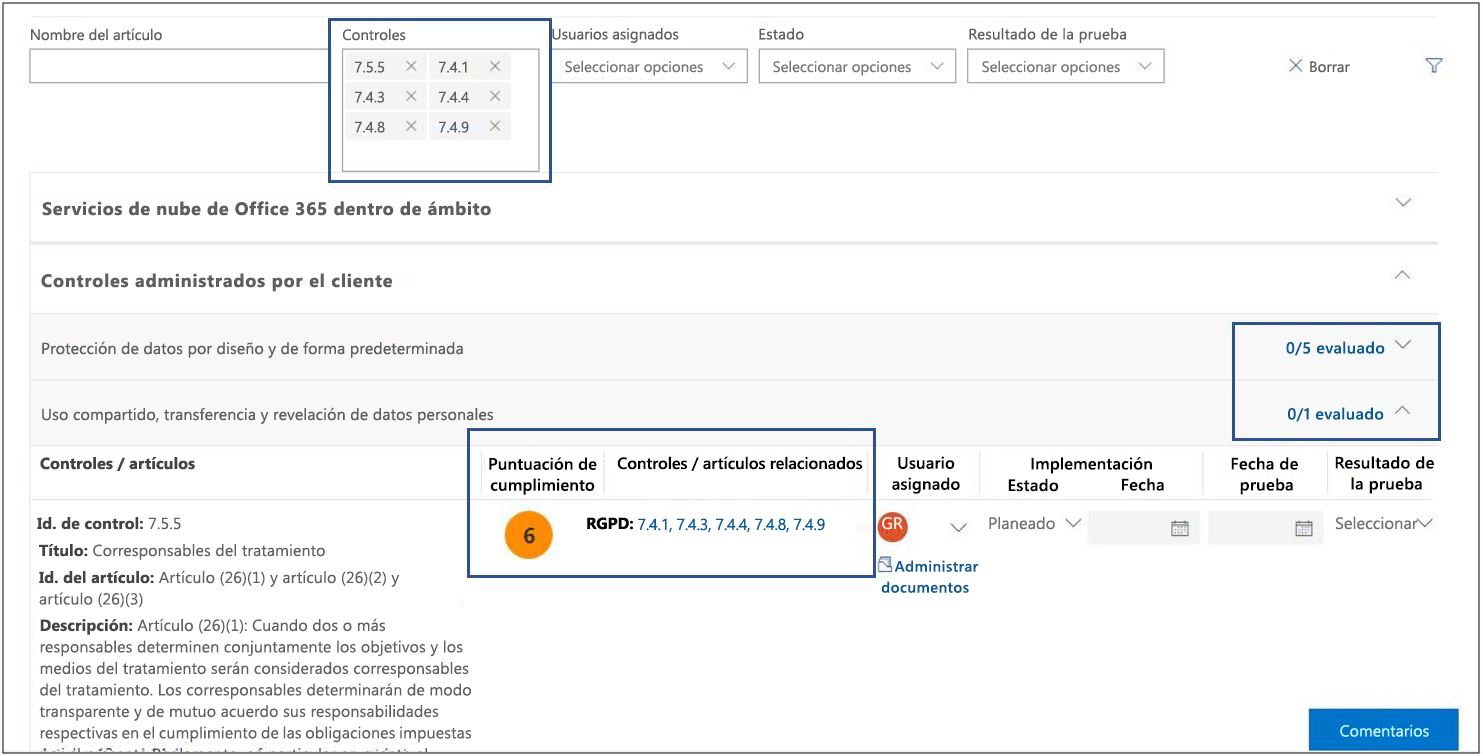 Nombre del artículo
Controles
Usuarios asignados
Estado
Resultado de la prueba
7.5.5 7.4.1
Seleccionar opciones
Seleccionar opciones
Seleccionar opciones
Borrar
7.4.3 7.4.4
7.4.8 7.4.9
Servicios de nube de Office 365 dentro de ámbito
Controles administrados por el cliente
Protección de datos por diseño y de forma predeterminada
0/5 evaluado
Uso compartido, transferencia y revelación de datos personales
0/1 evaluado
Controles / artículos
Puntuación de
cumplimiento
Controles / artículos relacionados
Usuario
asignado
Implementación
Estado Fecha
Fecha de
prueba
Resultado de
la prueba
Id. de control: 7.5.5
Título: Corresponsables del tratamiento
Id. del artículo: Artículo (26)(1) y artículo (26)(2) y
artículo (26)(3)
Descripción: Artículo (26)(1): Cuando dos o más
responsables determinen conjuntamente los objetivos y los
medios del tratamiento serán considerados corresponsables
del tratamiento. Los corresponsables determinarán de modo
transparente y de mutuo acuerdo sus responsabilidades
respectivas en el cumplimiento de las obligaciones impuestas
6
RGPD: 7.4.1, 7.4.3, 7.4.4, 7.4.8, 7.4.9
GR
Administrar
documentos
Planeado
Seleccionar
Comentarios